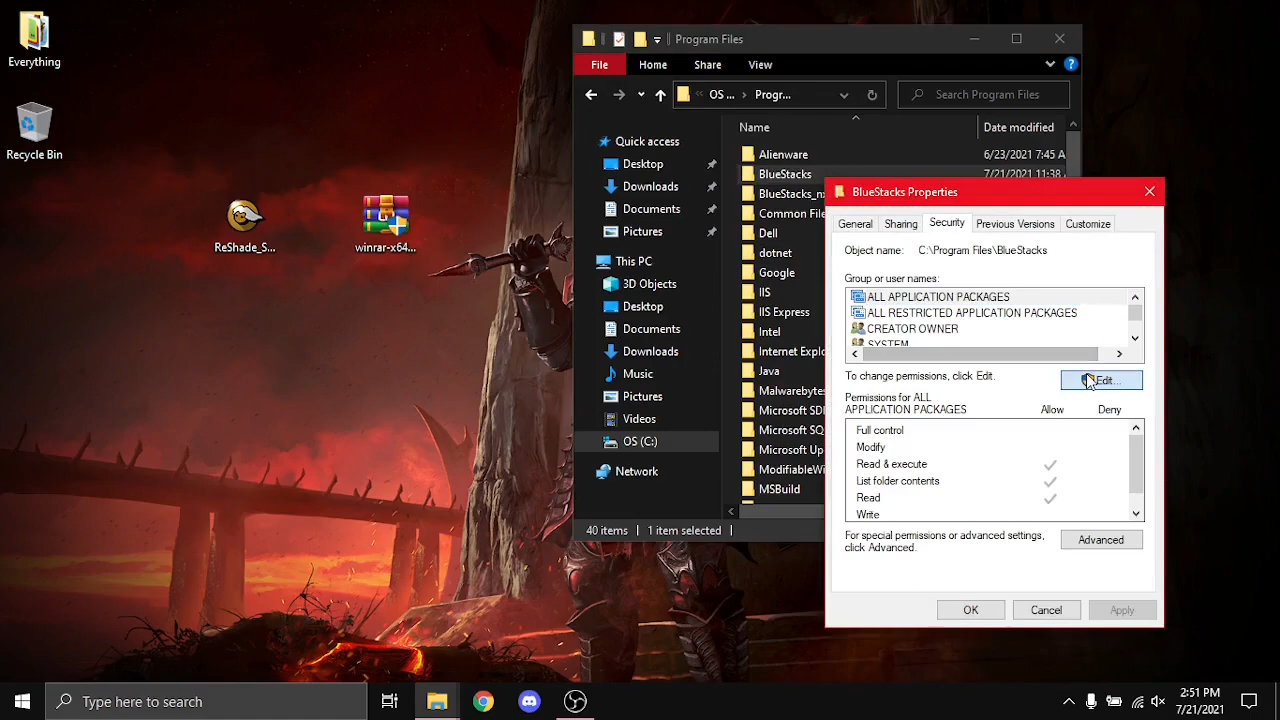 Everything
Recycle Bin
ReShade_S...
winrar-x64...
Program Files
File
Home
Share
View
OS ...
Progr...
Search Program Files
Quick access
Desktop
Downloads
Documents
Pictures
This PC
3D Objects
Desktop
Documents
Downloads
Music
Pictures
Videos
OS (C:)
Network
Name
Date modified
Alienware
6/23/2021 7:45 A
BlueStacks
7/21/2021 11:38
BlueStacks_nx
Common File
Dell
dotnet
Google
IIS
IIS Express
Intel
Internet Explo
Java
Malwarebytes
Microsoft SD
Microsoft SQ
Microsoft Up
ModifiableWi
MSBuild
40 items
1 item selected
BlueStacks Properties
General
Sharing
Security
Previous Versions
Customize
Object name: C:\Program Files\BlueStacks
Group or user names:
ALL APPLICATION PACKAGES
ALL RESTRICTED APPLICATION PACKAGES
CREATOR OWNER
SYSTEM
To change permissions, click Edit.
Edit...
Permissions for ALL
APPLICATION PACKAGES
Allow
Deny
Full control
Modify
Read & execute
List folder contents
Read
Write
For special permissions or advanced settings,
click Advanced.
Advanced
OK
Cancel
Apply
Type here to search
2:51 PM
7/21/2021